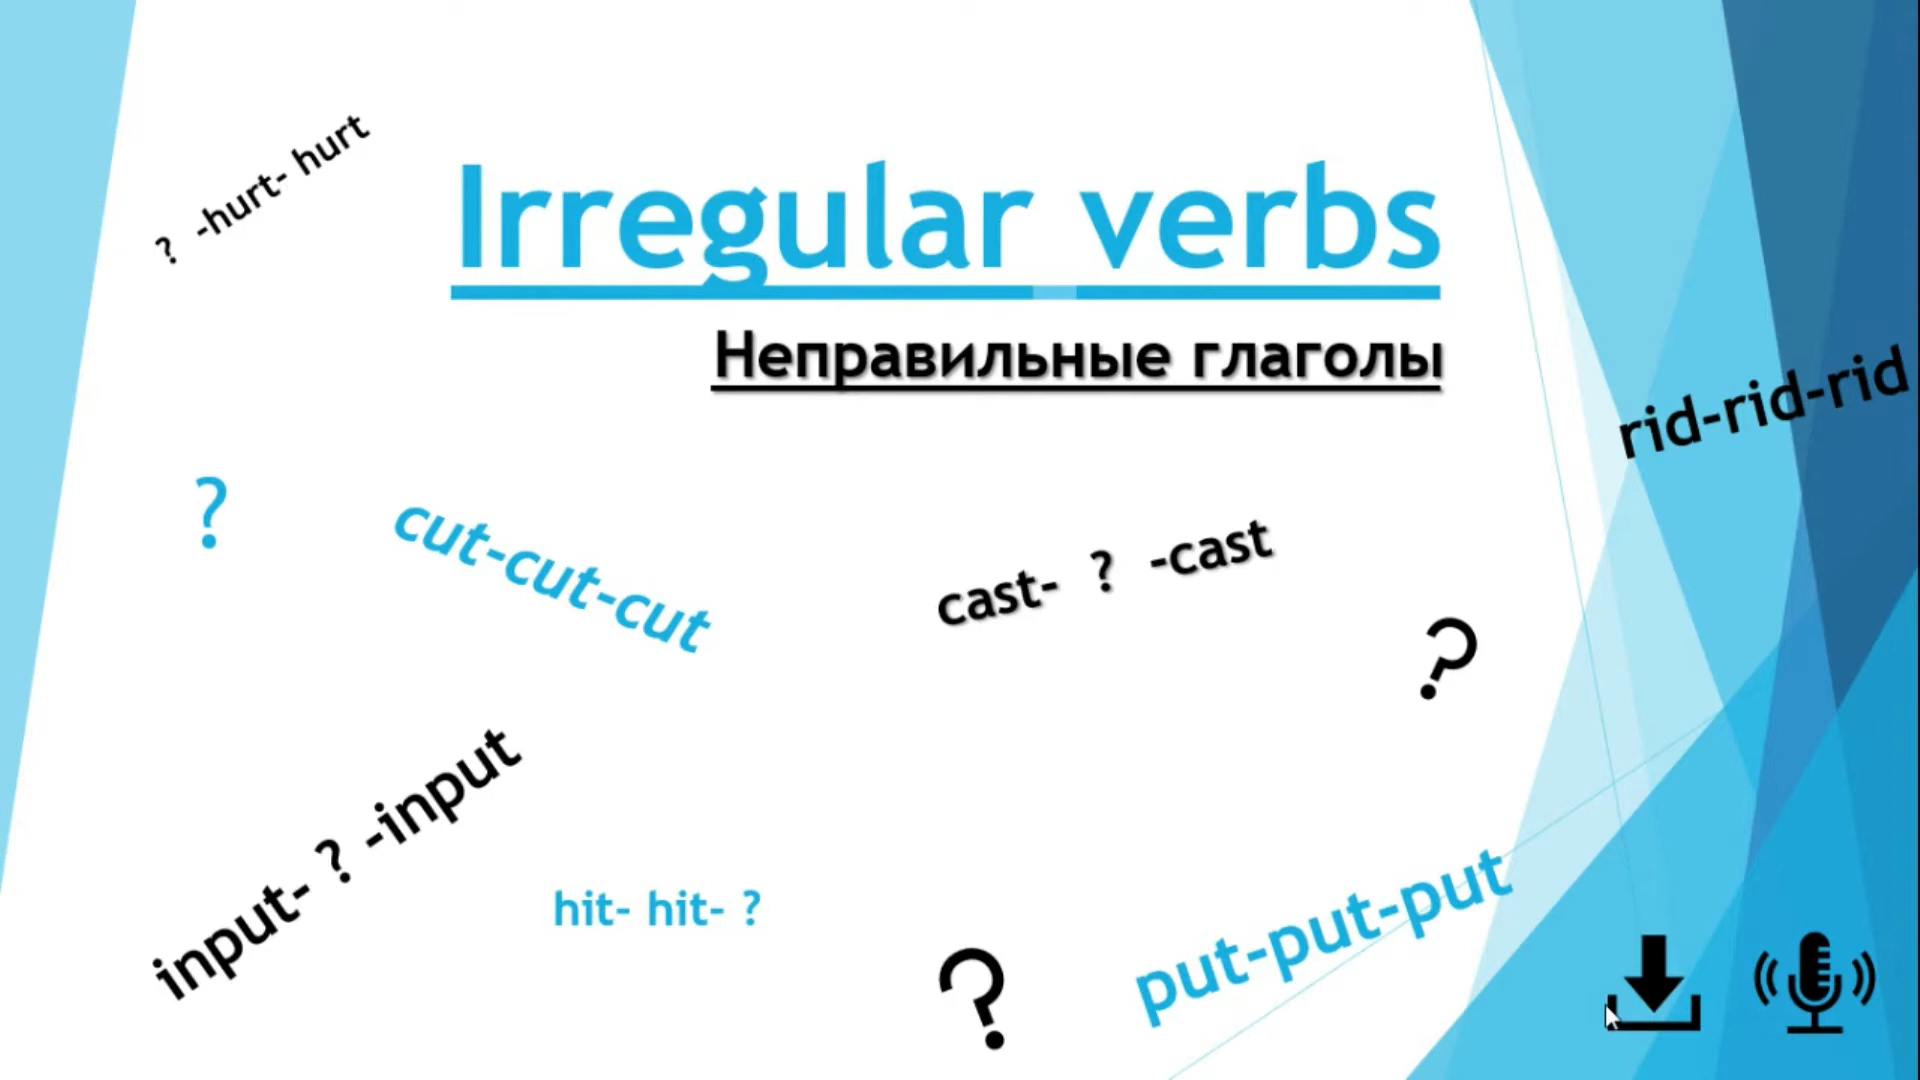 ? -hurt- hurt
Irregular verbs
Неправильные глаголы
rid-rid-rid
?
cut-cut-cut
cast- ? -cast
?
input- ? -input
hit- hit- ?
?
put-put-put